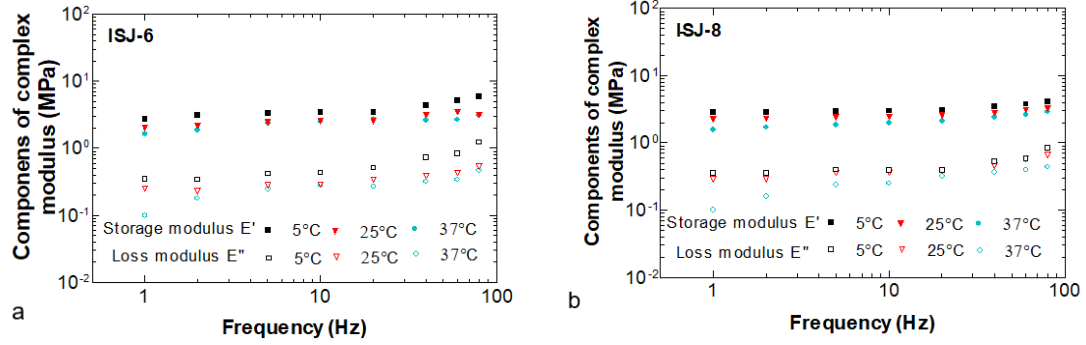 ISJ-6
Componens of complex
modulus (MPa)
10²
10¹
10⁰
10⁻¹
10⁻²
Storage modulus E' 5°C 25°C 37°C
Loss modulus E" 5°C 25°C 37°C
1 10 100
Frequency (Hz)
a
ISJ-8
Components of complex
modulus (MPa)
10²
10¹
10⁰
10⁻¹
10⁻²
Storage modulus E' 5°C 25°C 37°C
Loss modulus E" 5°C 25°C 37°C
1 10 100
Frequency (Hz)
b